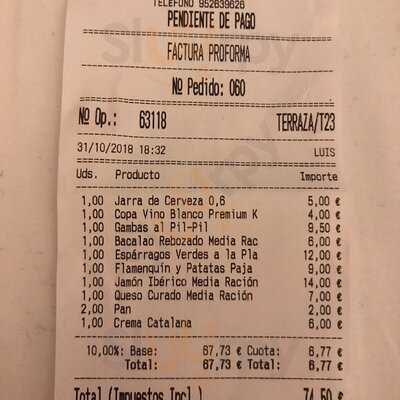 TELEFONO 952639626
PENDIENTE DE PAGO
FACTURA PROFORMA
Nº Pedido: 060
Nº Op.: 63118 TERRAZA/T23
31/10/2018 18:32 LUIS
Uds. Producto Importe
1,00 Jarra de Cerveza 0,6 5,00 €
1,00 Copa Vino Blanco Premium K 4,00 €
1,00 Gambas al Pil-Pil 9,50 €
1,00 Bacalao Rebozado Media Rac 6,00 €
1,00 Espárragos Verdes a la Pla 12,00 €
1,00 Flamenquin y Patatas Paja 9,00 €
1,00 Jamón Ibérico Media Ración 14,00 €
1,00 Queso Curado Media Ración 7,00 €
2,00 Pan 2,00 €
1,00 Crema Catalana 6,00 €
10,00%: Base: 67,73 € Cuota: 6,77 €
Total: 67,73 € Total: 6,77 €
Total (Impuestos Incl.) 74,50 €